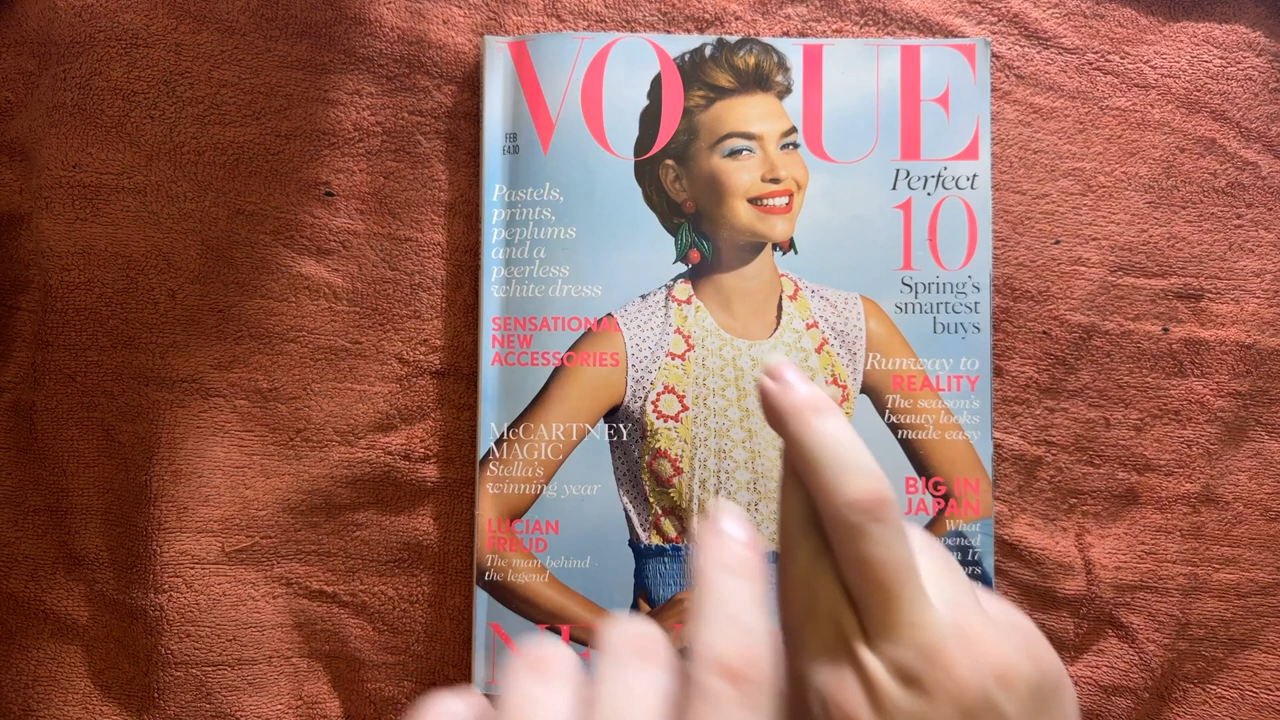 VOGUE
FEB
£4.10
Perfect
10
Spring's
smartest
buys
Pastels,
prints,
peplums
and a
peerless
white dress
SENSATIONAL
NEW
ACCESSORIES
Runway to
REALITY
The season's
beauty looks
made easy
McCARTNEY
MAGIC
Stella's
winning year
BIG IN
JAPAN
What
17
LUCIAN
FREUD
The man behind
the legend